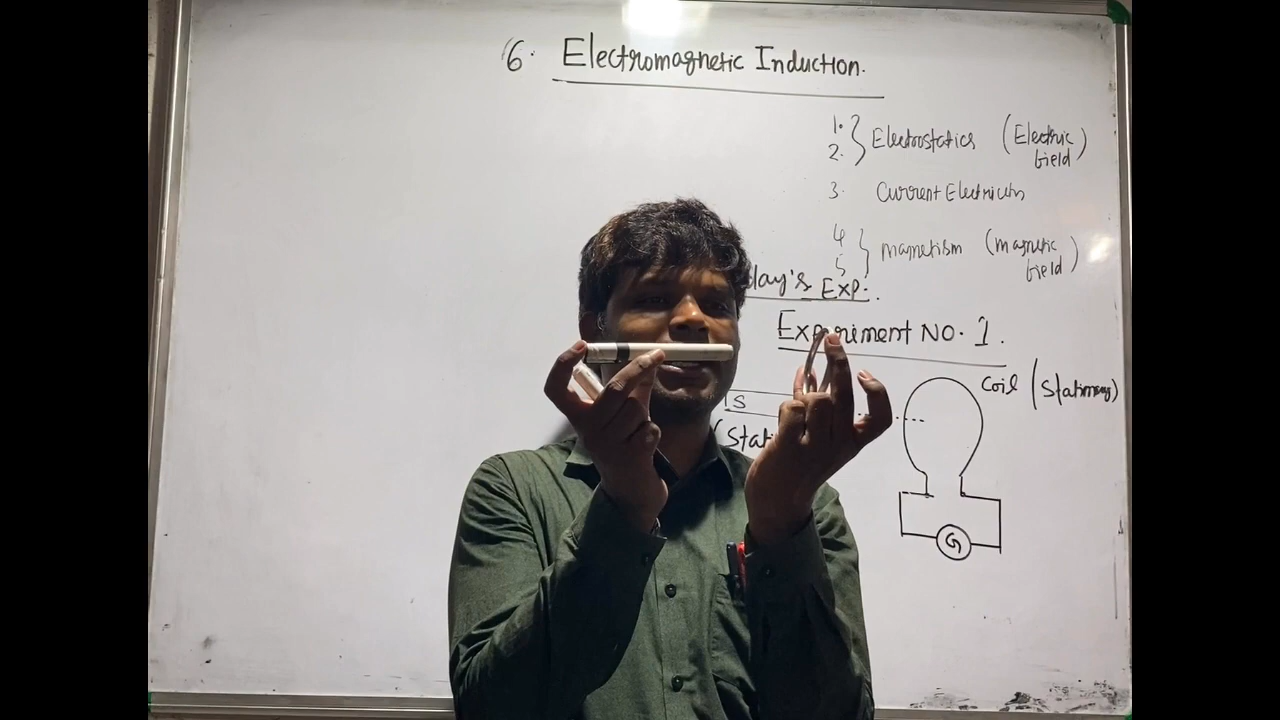 6. Electromagnetic Induction.
1.
2. } Electrostatics (Electric field)
3. Current Electricity
4
5 } Magnetism (Magnetic field)
day's Exp:.
Experiment No. 1.
Coil (Stationary)
S
(Stati
G